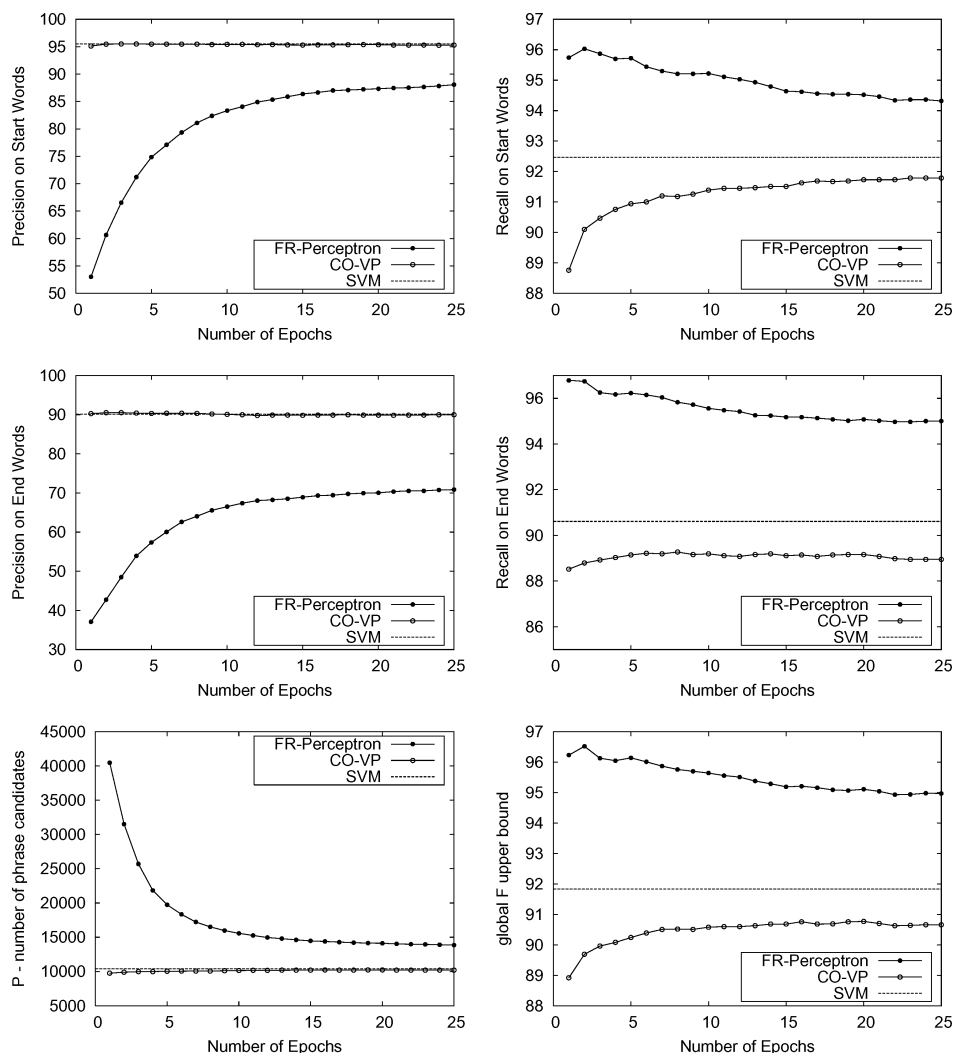 100
95
90
85
80
75
70
65
60
55
50
Precision on Start Words
FR-Perceptron
CO-VP
SVM
0 5 10 15 20 25
Number of Epochs
97
96
95
94
93
92
91
90
89
88
Recall on Start Words
FR-Perceptron
CO-VP
SVM
0 5 10 15 20 25
Number of Epochs
100
90
80
70
60
50
40
30
Precision on End Words
FR-Perceptron
CO-VP
SVM
0 5 10 15 20 25
Number of Epochs
96
94
92
90
88
86
Recall on End Words
FR-Perceptron
CO-VP
SVM
0 5 10 15 20 25
Number of Epochs
45000
40000
35000
30000
25000
20000
15000
10000
5000
P - number of phrase candidates
FR-Perceptron
CO-VP
SVM
0 5 10 15 20 25
Number of Epochs
97
96
95
94
93
92
91
90
89
88
global F upper bound
FR-Perceptron
CO-VP
SVM
0 5 10 15 20 25
Number of Epochs